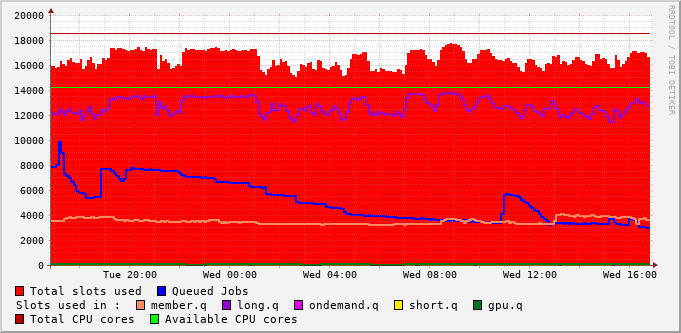 20000
18000
16000
14000
12000
10000
8000
6000
4000
2000
0
Tue 20:00 Wed 00:00 Wed 04:00 Wed 08:00 Wed 12:00 Wed 16:00
RRDTOOL / TOBI OETIKER
Total slots used Queued Jobs
Slots used in : member.q long.q ondemand.q short.q gpu.q
Total CPU cores Available CPU cores